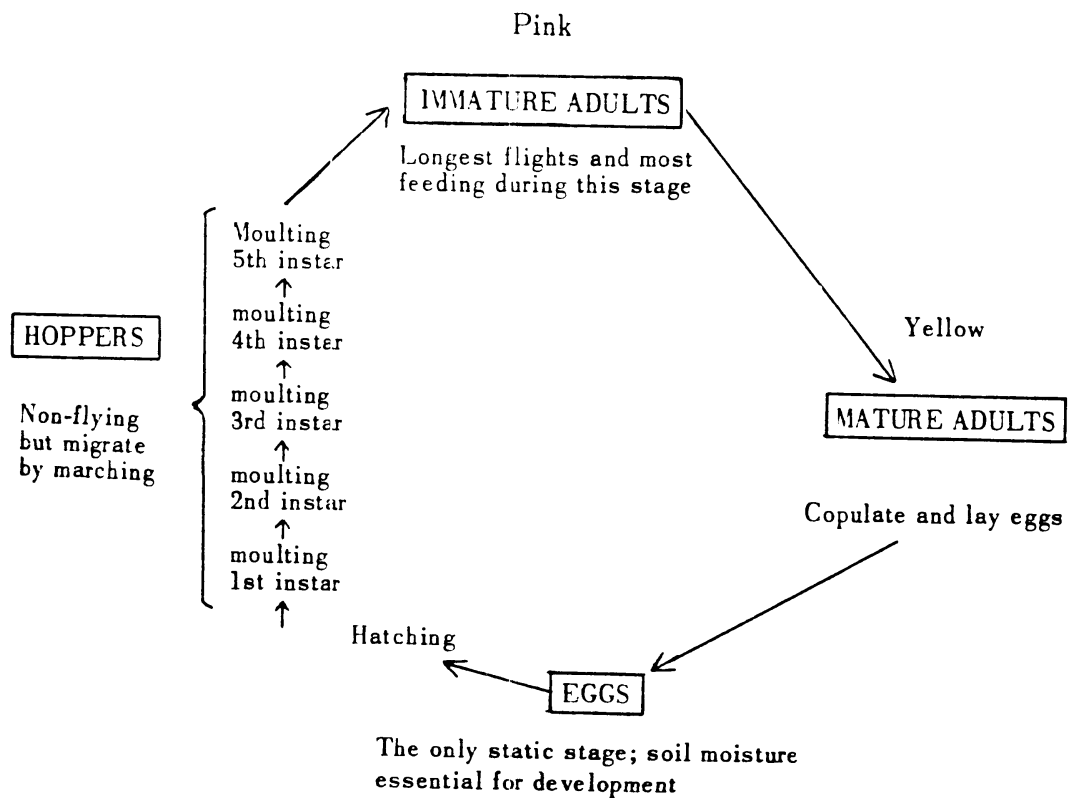 Pink
IMMATURE ADULTS
Longest flights and most
feeding during this stage
Moulting
5th instar
moulting
4th instar
HOPPERS
moulting
3rd instar
Non-flying
but migrate
by marching
moulting
2nd instar
moulting
1st instar
Yellow
MATURE ADULTS
Copulate and lay eggs
Hatching
EGGS
The only static stage; soil moisture
essential for development